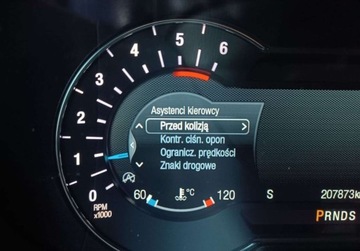 5
6
4
3
2
1
0
RPM
x1000
Asystenci kierowcy
Przed kolizją
Kontr. ciśn. opon
Ogranicz. prędkości
Znaki drogowe
60 °C 120
S 207873k
PRNDS